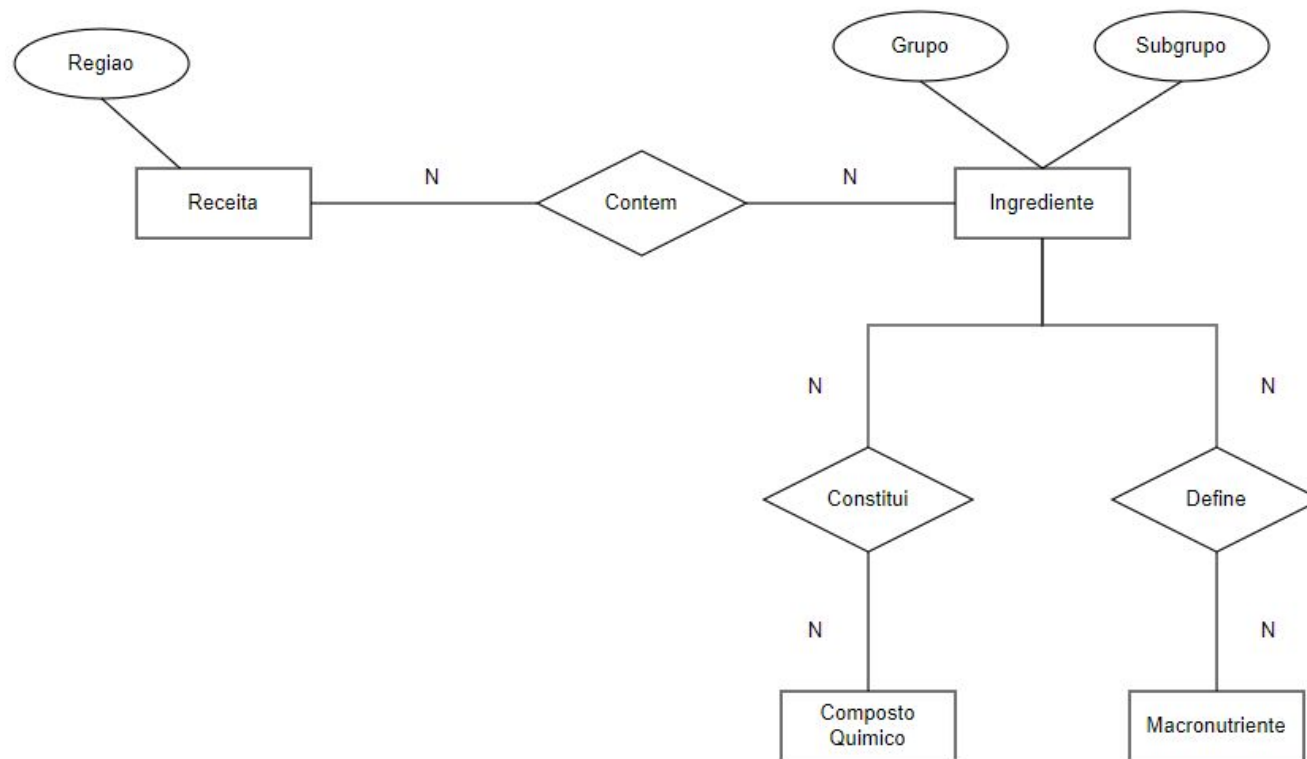 Grupo
Subgrupo
Regiao
N
N
Receita
Contem
Ingrediente
N
N
Constitui
Define
N
N
Composto
Quimico
Macronutriente